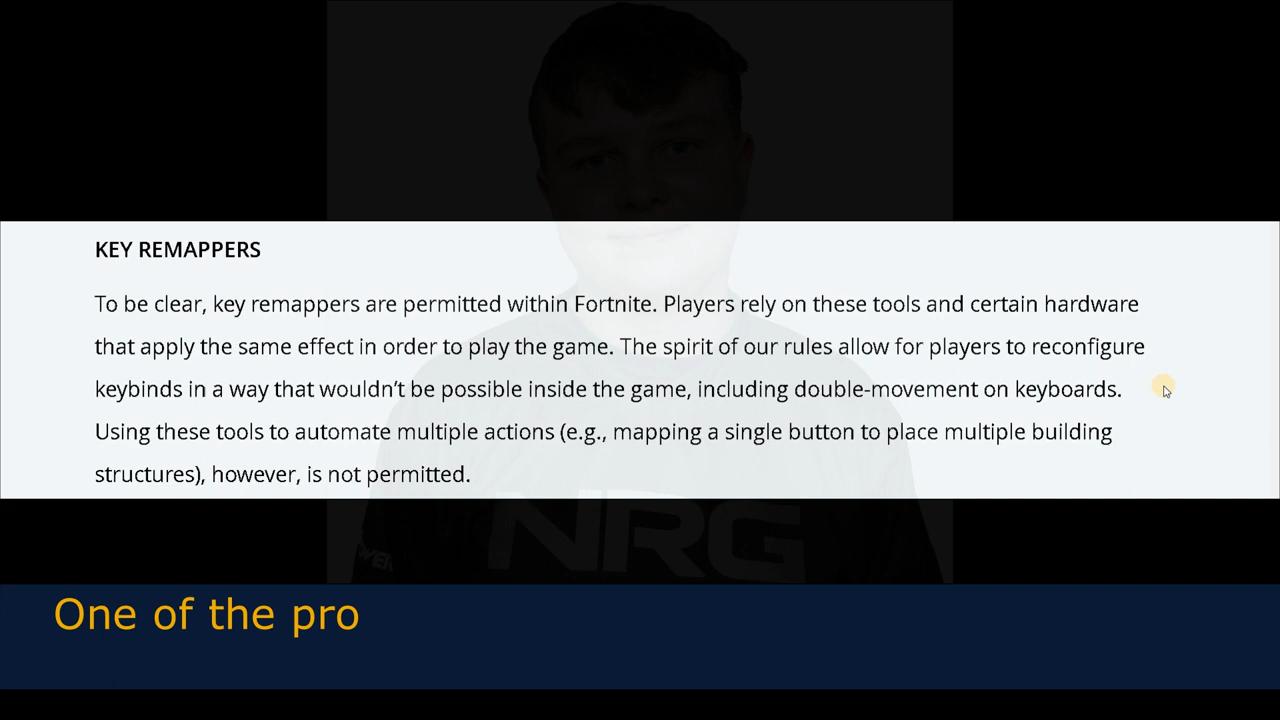 KEY REMAPPERS
To be clear, key remappers are permitted within Fortnite. Players rely on these tools and certain hardware
that apply the same effect in order to play the game. The spirit of our rules allow for players to reconfigure
keybinds in a way that wouldn’t be possible inside the game, including double-movement on keyboards.
Using these tools to automate multiple actions (e.g., mapping a single button to place multiple building
structures), however, is not permitted.
NRG
One of the pro